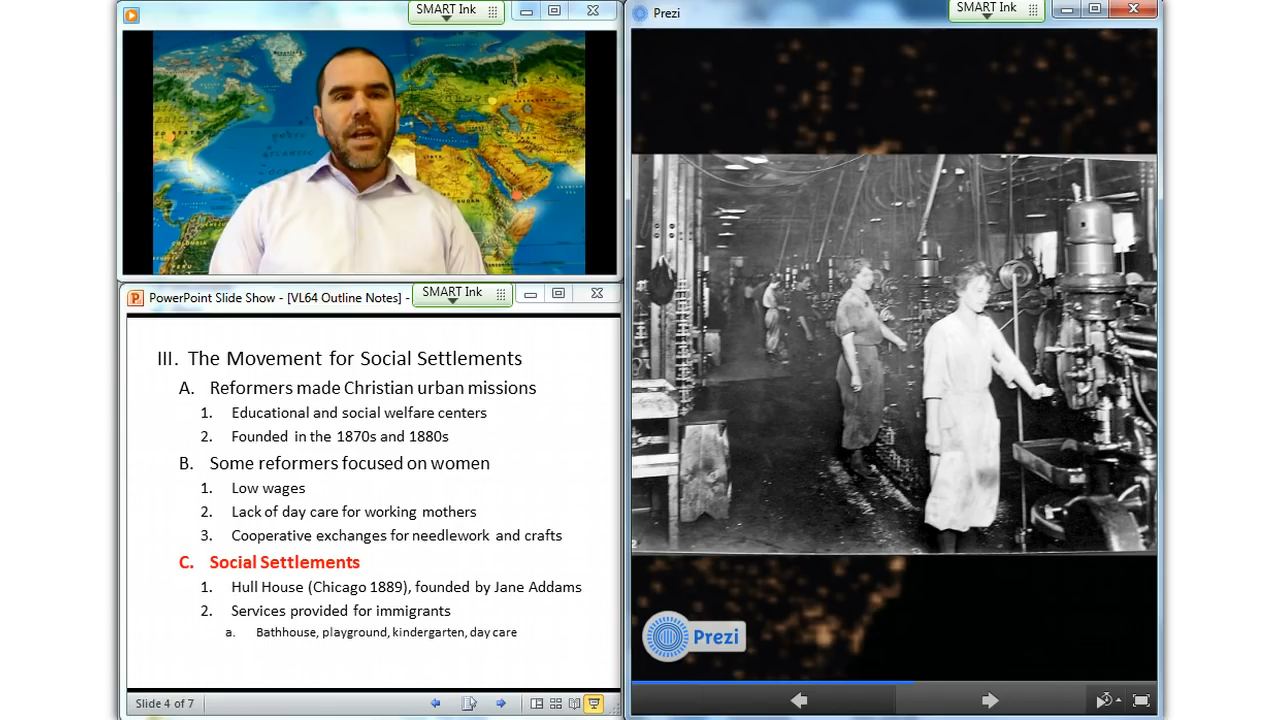 SMART Ink
SMART Ink
Prezi
PowerPoint Slide Show - [VL64 Outline Notes] -
SMART Ink
III. The Movement for Social Settlements
A. Reformers made Christian urban missions
1. Educational and social welfare centers
2. Founded in the 1870s and 1880s
B. Some reformers focused on women
1. Low wages
2. Lack of day care for working mothers
3. Cooperative exchanges for needlework and crafts
C. Social Settlements
1. Hull House (Chicago 1889), founded by Jane Addams
2. Services provided for immigrants
a. Bathhouse, playground, kindergarten, day care
Slide 4 of 7
Prezi